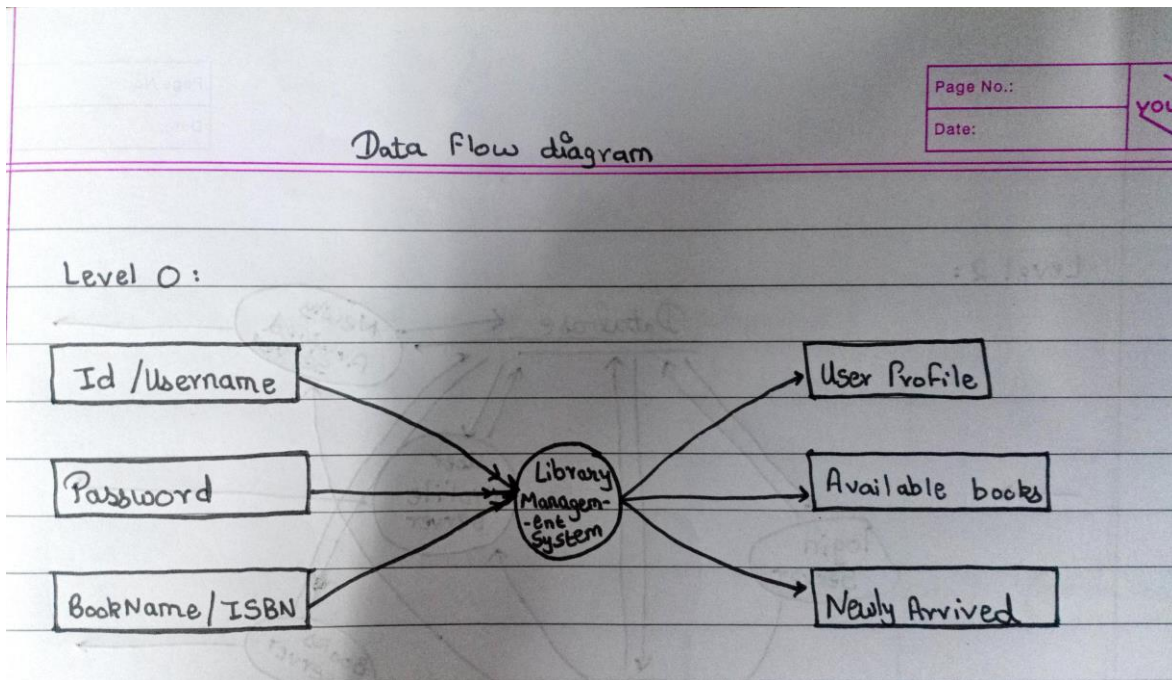 Page No.:
Date:
YOU
Data Flow diagram
Level 0:
Id /Username
User Profile
Library
Managem-
-ent
System
Password
Available books
BookName/ISBN
Newly Arrived